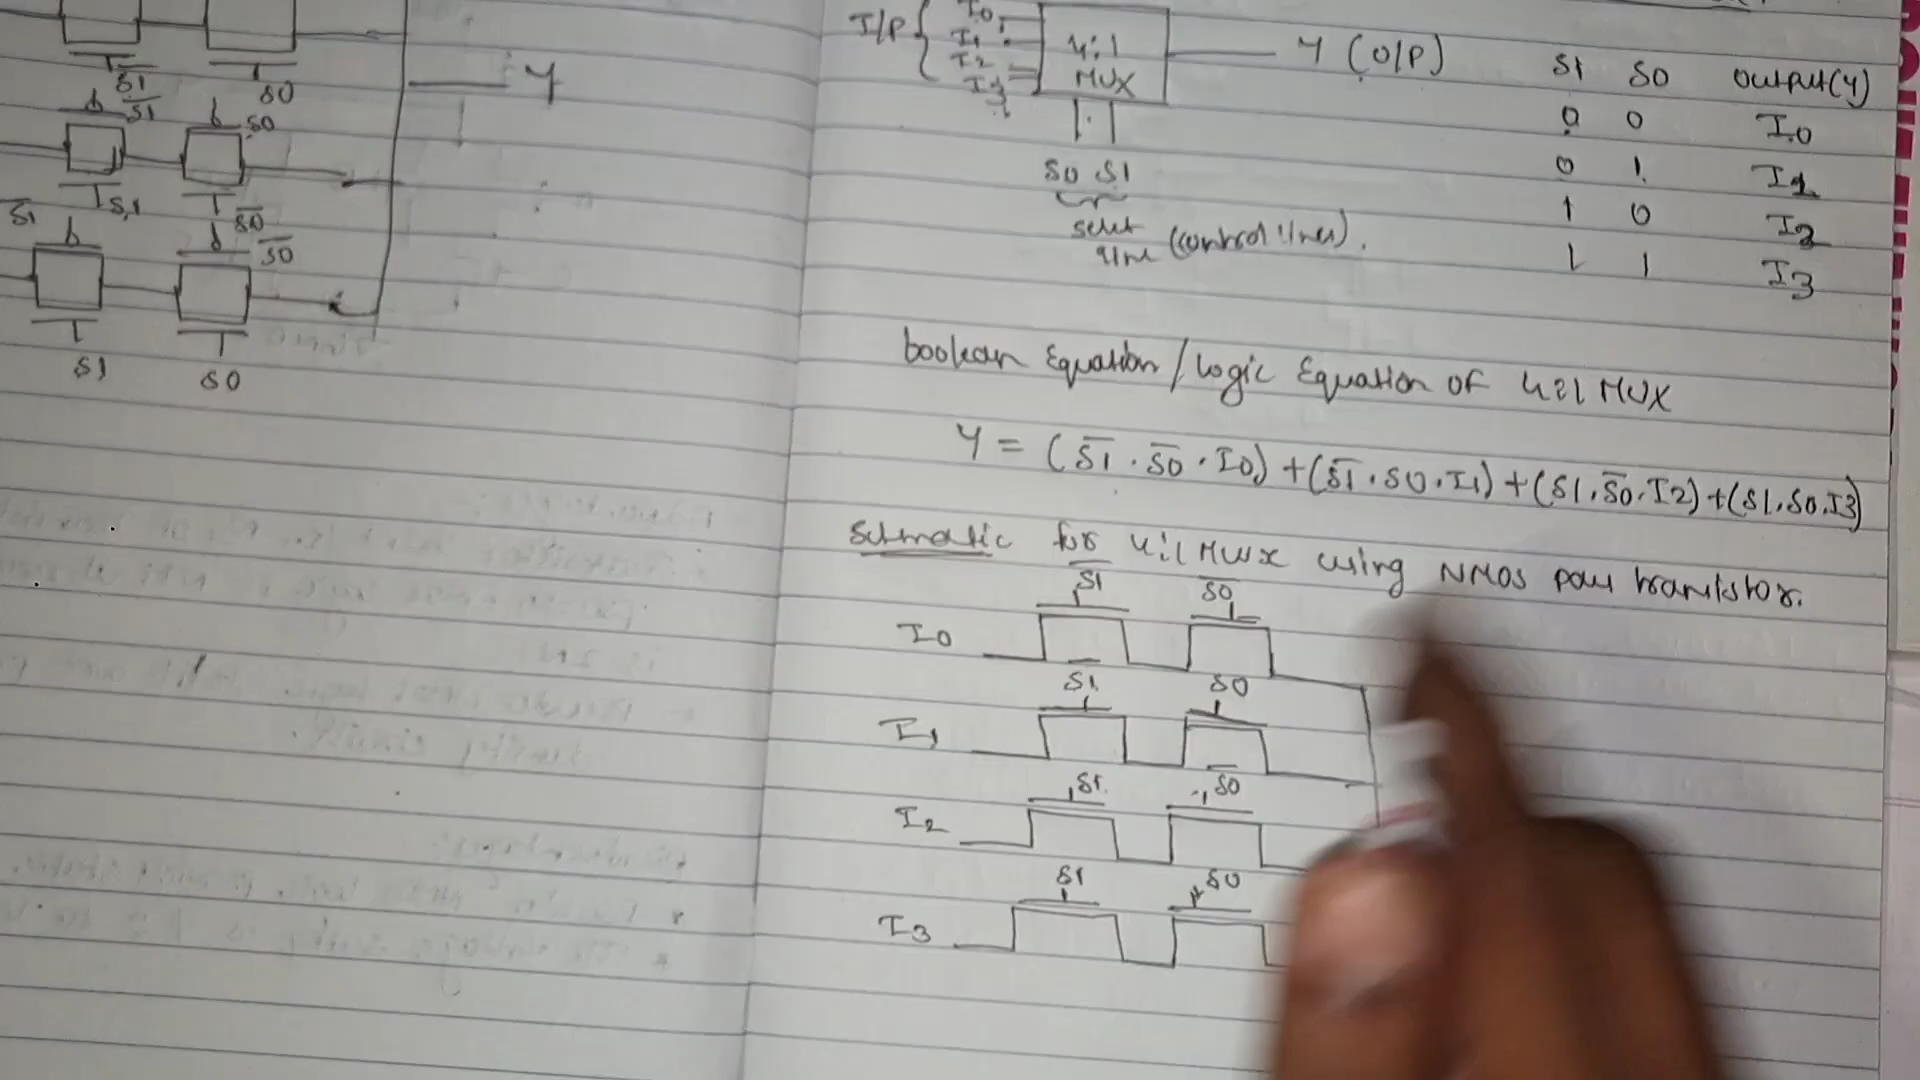 S̅1̅ S0
S̅1̅ S0
Y
S1 S̅0̅
S̅1̅ S̅0̅
S1 S0
I/P { I0, I1 I2 I3 4:1 MUX Y (O/P)
S0 S1
select line (control lines).
S1 S0 output(Y)
0 0 I0
0 1 I1
1 0 I2
1 1 I3
boolean Equation / Logic Equation of 4:1 MUX
Y = (S̅1̅ . S̅0̅ . I0) + (S̅1̅ . S0 . I1) + (S1 . S̅0̅ . I2) + (S1 . S0 . I3)
Schematic for 4:1 Mux using NMOS pass transistor.
S̅1̅ S̅0̅
I0
S̅1̅ S0
I1
S1 S̅0̅
I2
S1 S0
I3